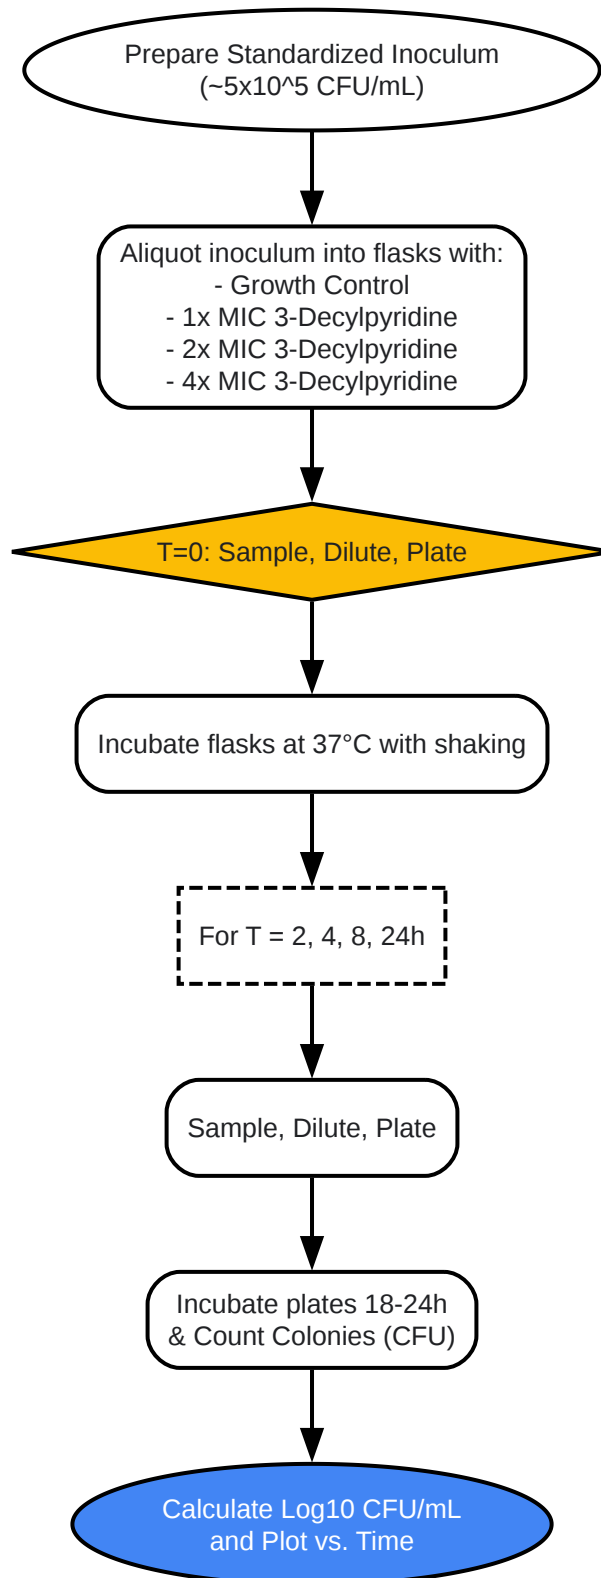 Prepare Standardized Inoculum
(~5x10^5 CFU/mL)
Aliquot inoculum into flasks with:
- Growth Control
- 1x MIC 3-Decylpyridine
- 2x MIC 3-Decylpyridine
- 4x MIC 3-Decylpyridine
T=0: Sample, Dilute, Plate
Incubate flasks at 37°C with shaking
For T = 2, 4, 8, 24h
Sample, Dilute, Plate
Incubate plates 18-24h
& Count Colonies (CFU)
Calculate Log10 CFU/mL
and Plot vs. Time